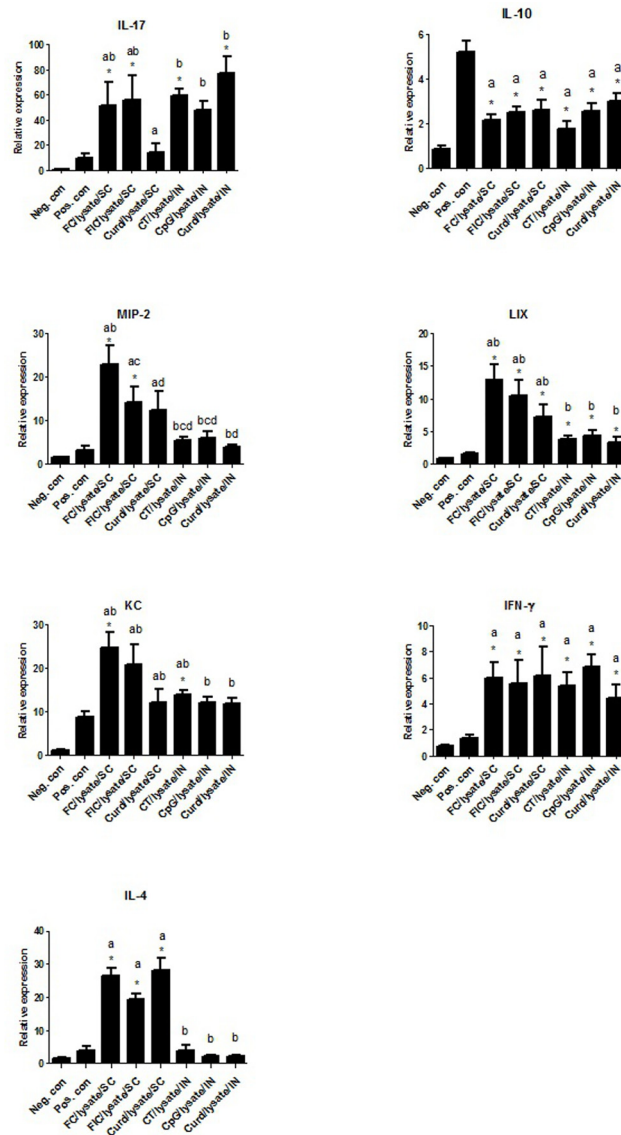 IL-17
Relative expression
100
80
60
40
20
0
ab
*
ab
*
a
b
*
b
b
*
Neg. con
Pos. con
FC/lysate/SC
FIC/lysate/SC
Curd/lysate/SC
CT/lysate/IN
CpG/lysate/IN
Curd/lysate/IN
IL-10
Relative expression
6
4
2
0
a
*
a
*
a
*
a
*
a
*
a
*
Neg. con
Pos. con
FC/lysate/SC
FIC/lysate/SC
Curd/lysate/SC
CT/lysate/IN
CpG/lysate/IN
Curd/lysate/IN
MIP-2
Relative expression
30
20
10
0
ab
*
ac
*
ad
bcd
bcd
bd
Neg. con
Pos. con
FC/lysate/SC
FIC/lysate/SC
Curd/lysate/SC
CT/lysate/IN
CpG/lysate/IN
Curd/lysate/IN
LIX
Relative expression
20
15
10
5
0
ab
*
ab
*
ab
*
b
*
b
*
b
*
Neg. con
Pos. con
FC/lysate/SC
FIC/lysate/SC
Curd/lysate/SC
CT/lysate/IN
CpG/lysate/IN
Curd/lysate/IN
KC
Relative expression
30
20
10
0
ab
*
ab
ab
ab
*
b
b
Neg. con
Pos. con
FC/lysate/SC
FIC/lysate/SC
Curd/lysate/SC
CT/lysate/IN
CpG/lysate/IN
Curd/lysate/IN
IFN-γ
Relative expression
10
8
6
4
2
0
a
*
a
*
a
*
a
*
a
*
a
*
Neg. con
Pos. con
FC/lysate/SC
FIC/lysate/SC
Curd/lysate/SC
CT/lysate/IN
CpG/lysate/IN
Curd/lysate/IN
IL-4
Relative expression
40
30
20
10
0
a
*
a
*
a
*
b
b
b
Neg. con
Pos. con
FC/lysate/SC
FIC/lysate/SC
Curd/lysate/SC
CT/lysate/IN
CpG/lysate/IN
Curd/lysate/IN